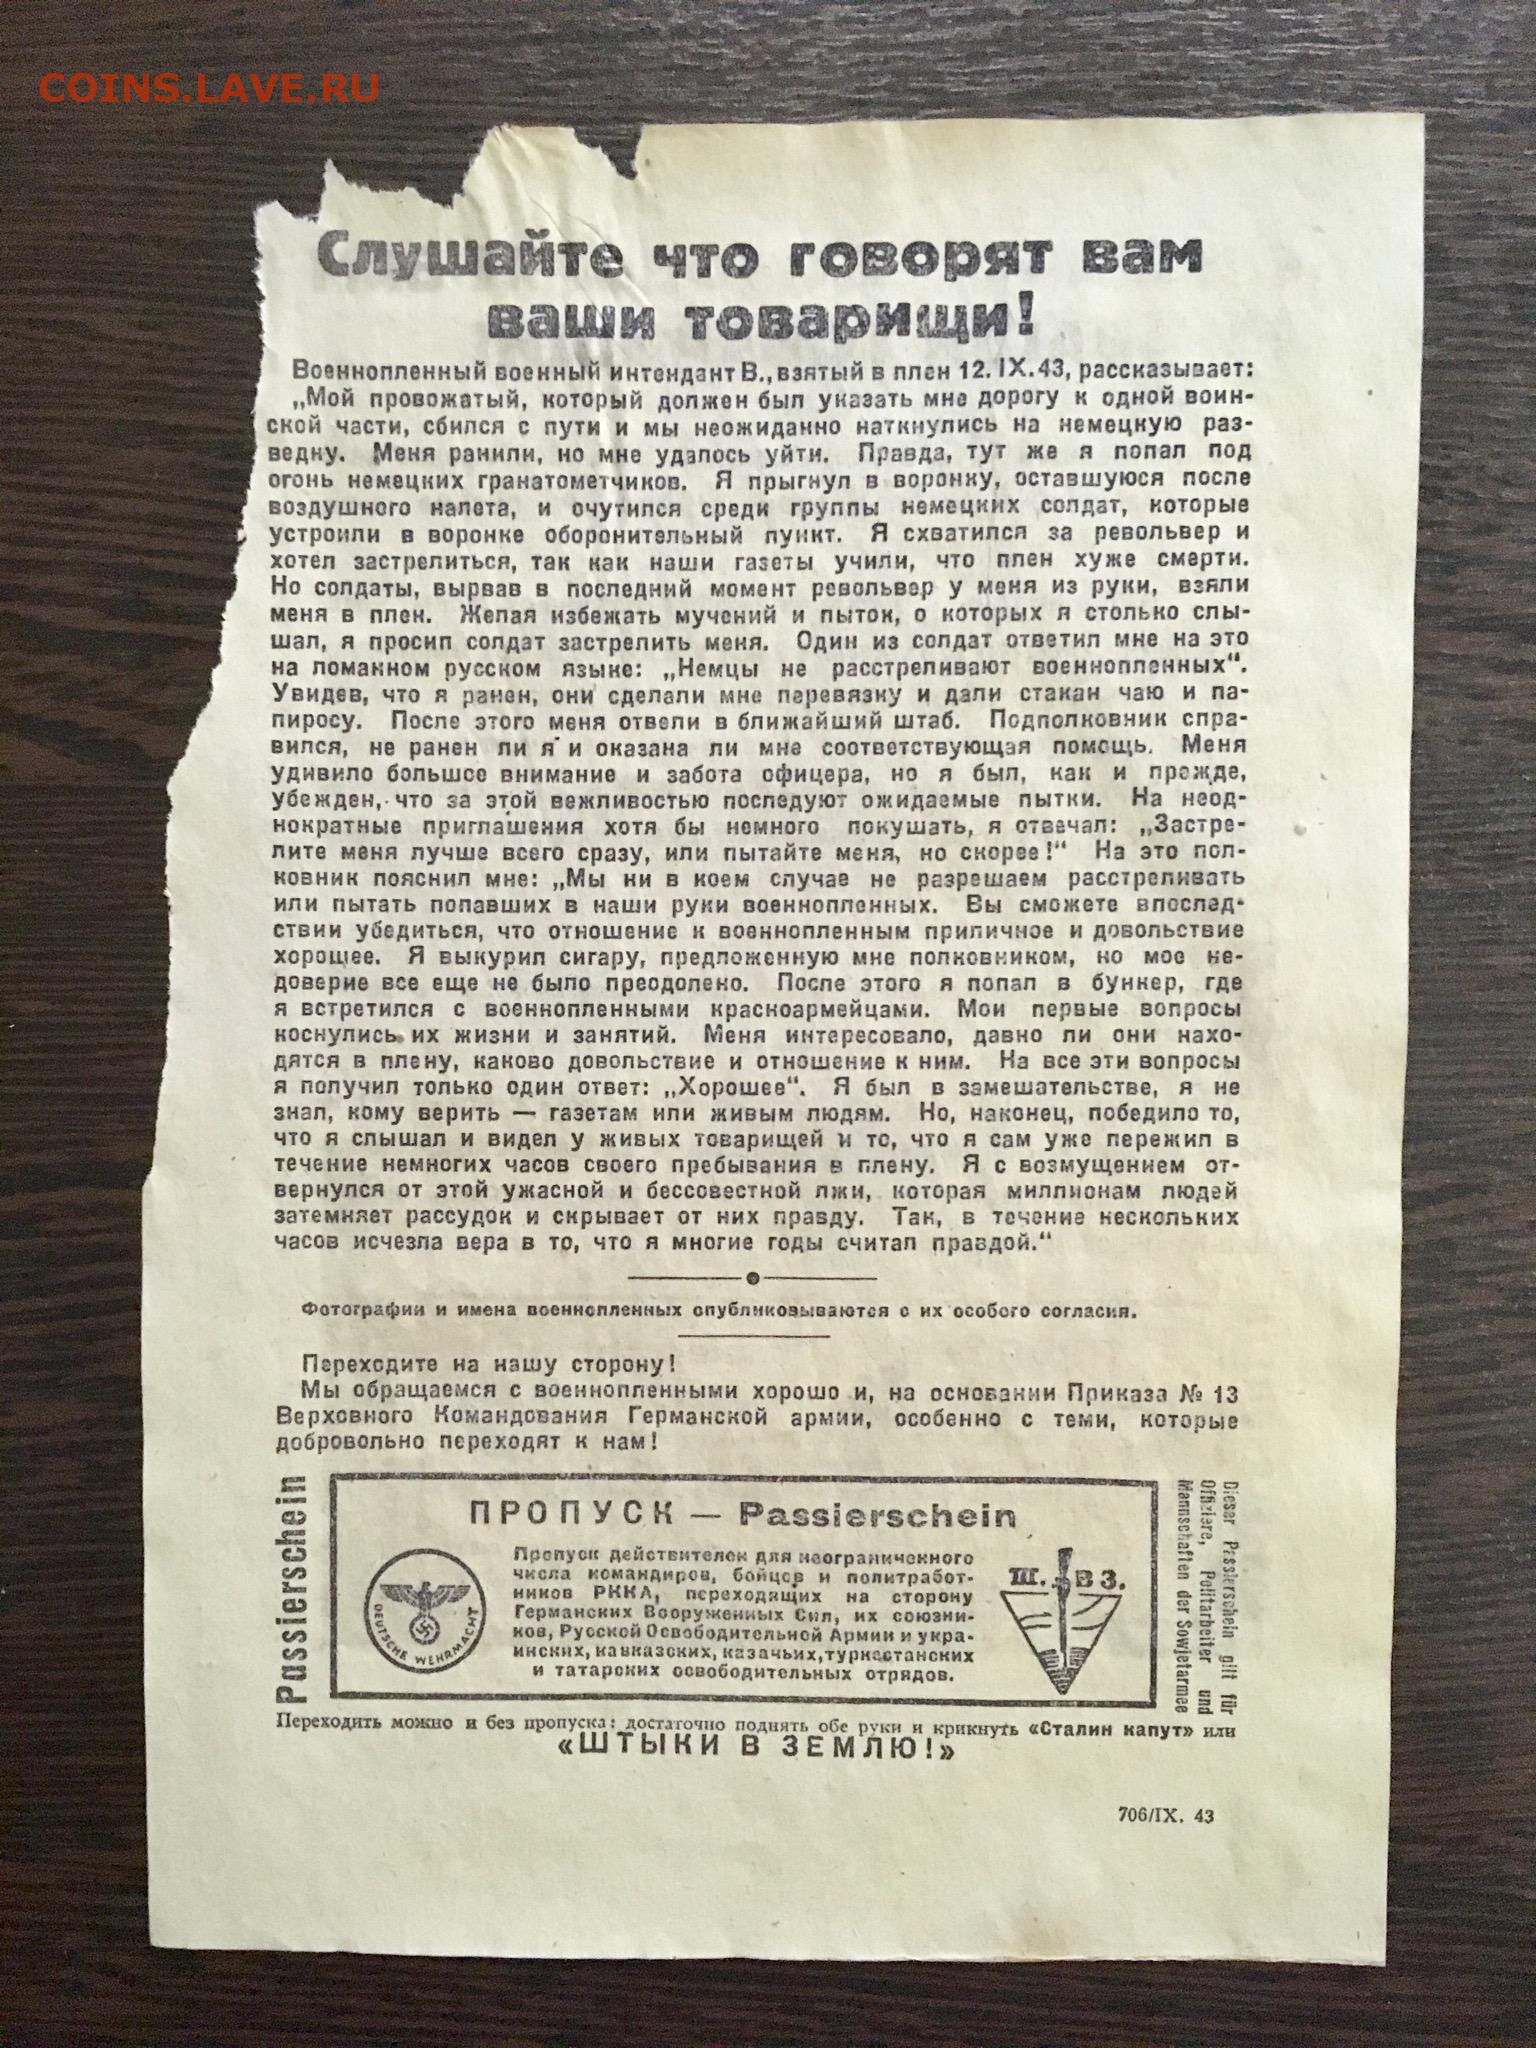 COINS.LAVE.RU
Слушайте что говорят вам
ваши товарищи!
Военнопленный военный интендант В., взятый в плен 12. IX. 43, рассказывает:
„Мой провожатый, который должен был указать мне дорогу к одной воин-
ской части, сбился с пути и мы неожиданно наткнулись на немецкую раз-
ведку. Меня ранили, но мне удалось уйти. Правда, тут же я попал под
огонь немецких гранатометчиков. Я прыгнул в воронку, оставшуюся после
воздушного налета, и очутился среди группы немецких солдат, которые
устроили в воронке оборонительный пункт. Я схватился за револьвер и
хотел застрелиться, так как наши газеты учили, что плен хуже смерти.
Но солдаты, вырвав в последний момент револьвер у меня из руки, взяли
меня в плен. Желая избежать мучений и пыток, о которых я столько слы-
шал, я просил солдат застрелить меня. Один из солдат ответил мне на это
на ломанном русском языке: „Немцы не расстреливают военнопленных“.
Увидев, что я ранен, они сделали мне перевязку и дали стакан чаю и па-
пиросу. После этого меня отвели в ближайший штаб. Подполковник спра-
вился, не ранен ли я и оказана ли мне соответствующая помощь. Меня
удивило большое внимание и забота офицера, но я был, как и прежде,
убежден, что за этой вежливостью последуют ожидаемые пытки. На неод-
нократные приглашения хотя бы немного покушать, я отвечал: „Застре-
лите меня лучше всего сразу, или пытайте меня, но скорее!“ На это пол-
ковник пояснил мне: „Мы ни в коем случае не разрешаем расстреливать
или пытать попавших в наши руки военнопленных. Вы сможете впослед-
ствии убедиться, что отношение к военнопленным приличное и довольствие
хорошее. Я выкурил сигару, предложенную мне полковником, но мое не-
доверие все еще не было преодолено. После этого я попал в бункер, где
я встретился с военнопленными красноармейцами. Мои первые вопросы
коснулись их жизни и занятий. Меня интересовало, давно ли они нахо-
дятся в плену, каково довольствие и отношение к ним. На все эти вопросы
я получил только один ответ: „Хорошее“. Я был в замешательстве, я не
знал, кому верить — газетам или живым людям. Но, наконец, победило то,
что я слышал и видел у живых товарищей и то, что я сам уже пережил в
течение немногих часов своего пребывания в плену. Я с возмущением от-
вернулся от этой ужасной и бессовестной лжи, которая миллионам людей
затемняет рассудок и скрывает от них правду. Так, в течение нескольких
часов исчезла вера в то, что я многие годы считал правдой.“
Фотографии и имена военнопленных опубликовываются с их особого согласия.
Переходите на нашу сторону!
Мы обращаемся с военнопленными хорошо и, на основании Приказа № 13
Верховного Командования Германской армии, особенно с теми, которые
добровольно переходят к нам!
Passierschein
ПРОПУСК — Passierschein
DEUTSCHE WEHRMACHT
Пропуск действителен для неограниченного
числа командиров, бойцов и политработ-
ников РККА, переходящих на сторону
Германских Вооруженных Сил, их союзни-
ков, Русской Освободительной Армии и укра-
инских, кавказских, казачьих, туркестанских
и татарских освободительных отрядов.
Ш. В З.
Dieser Passierschein gilt für
Offiziere, Politarbeiter und
Mannschaften der Sowjetarmee
Переходить можно и без пропуска: достаточно поднять обе руки и крикнуть «Сталин капут» или
«ШТЫКИ В ЗЕМЛЮ!»
706/IX. 43